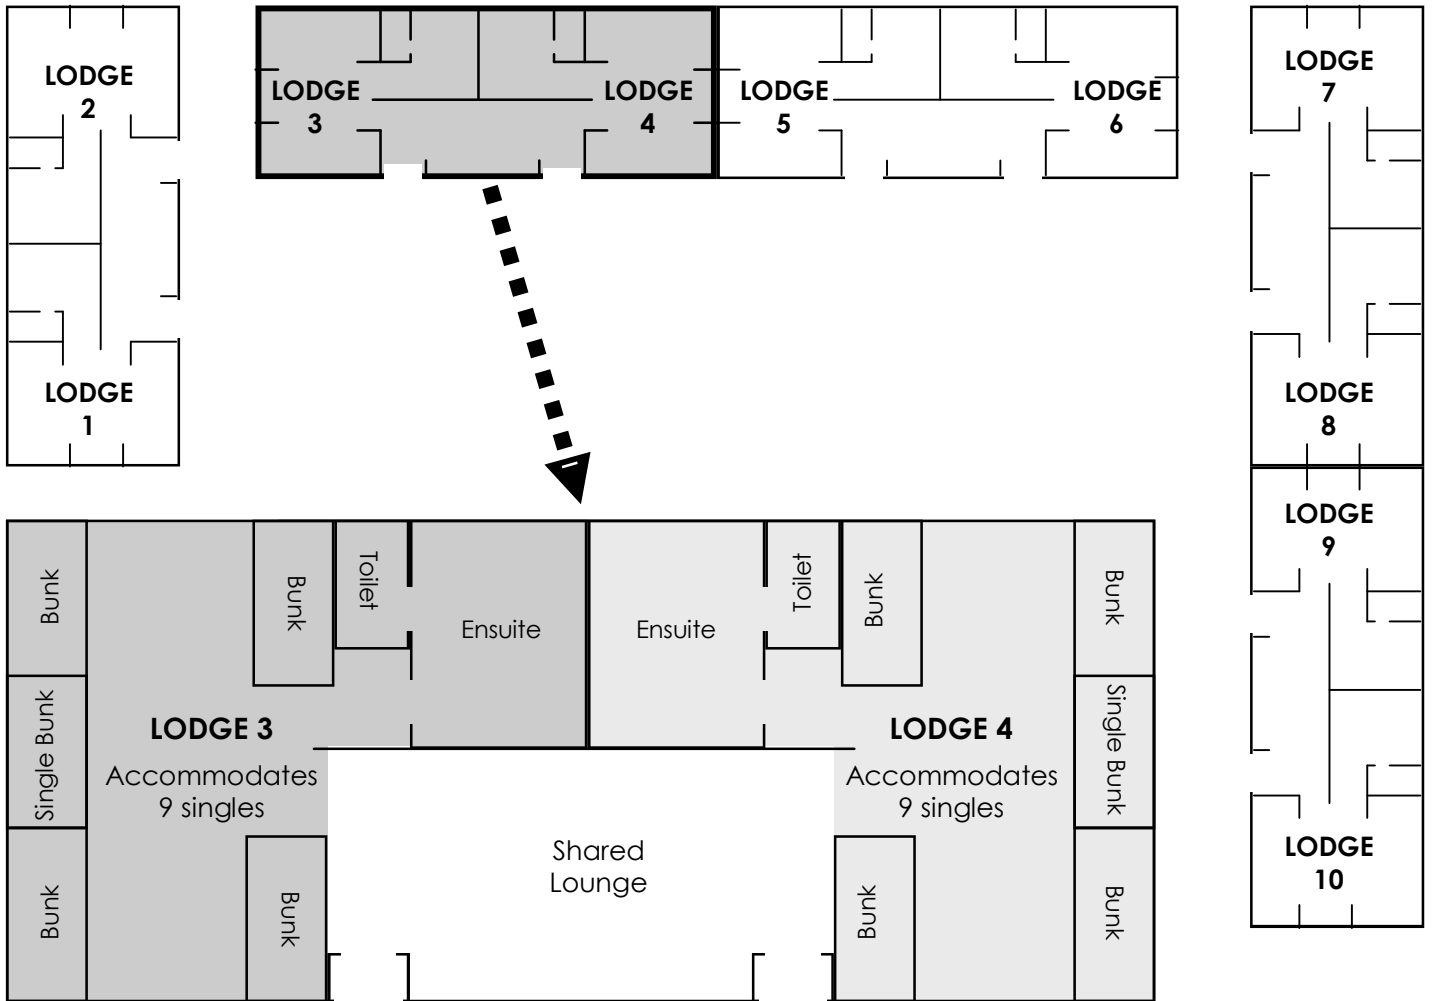 LODGE
2
LODGE
3
LODGE
4
LODGE
5
LODGE
6
LODGE
7
LODGE
1
LODGE
8
LODGE
9
LODGE
10
Bunk
Bunk
Toilet
Ensuite
Ensuite
Toilet
Bunk
Bunk
Single Bunk
LODGE 3
Accommodates
9 singles
LODGE 4
Accommodates
9 singles
Single Bunk
Shared
Lounge
Bunk
Bunk
Bunk
Bunk